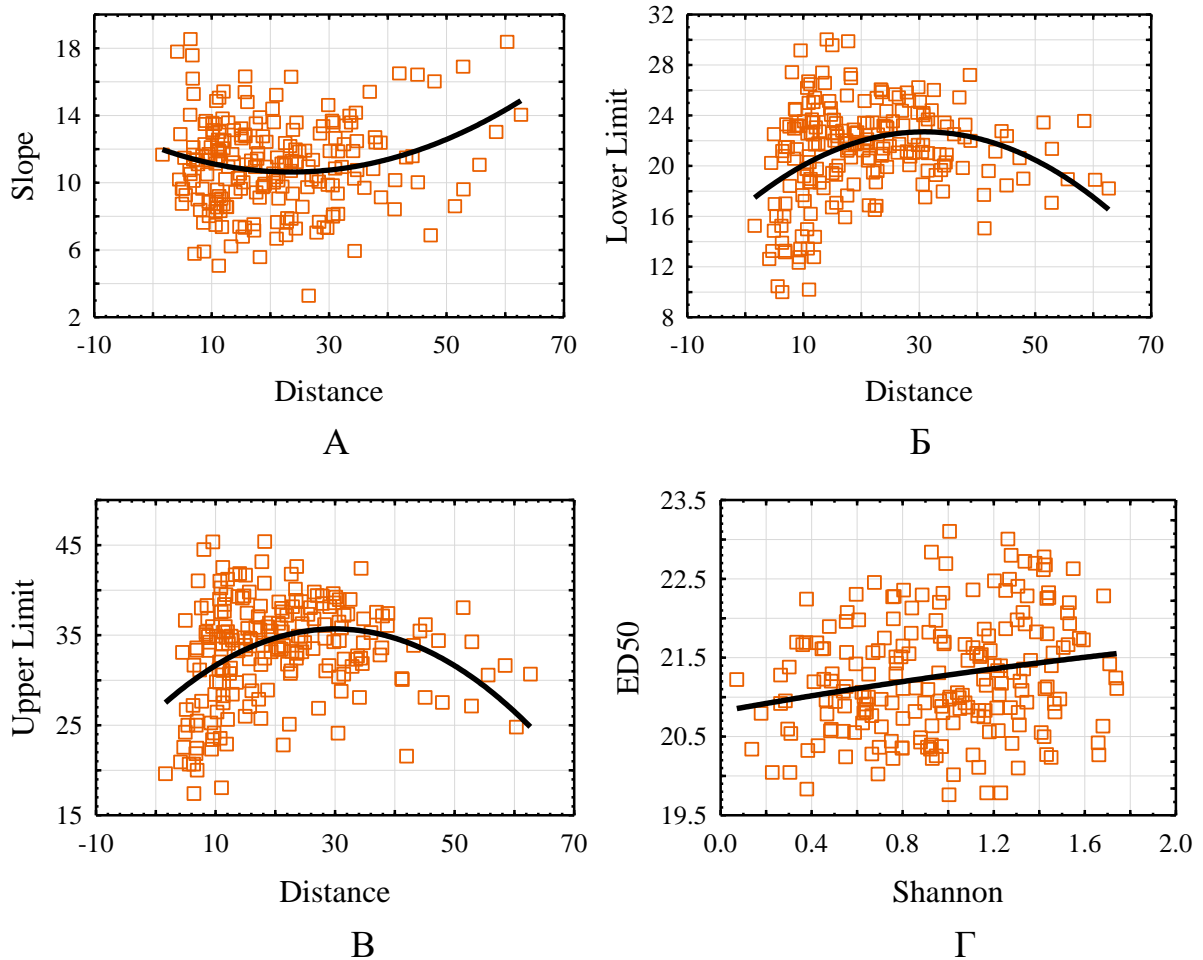 18
14
10
6
2
Slope
-10 10 30 50 70
Distance
А
32
28
24
20
16
12
8
Lower Limit
-10 10 30 50 70
Distance
Б
45
35
25
15
Upper Limit
-10 10 30 50 70
Distance
В
23.5
22.5
21.5
20.5
19.5
ED50
0.0 0.4 0.8 1.2 1.6 2.0
Shannon
Г